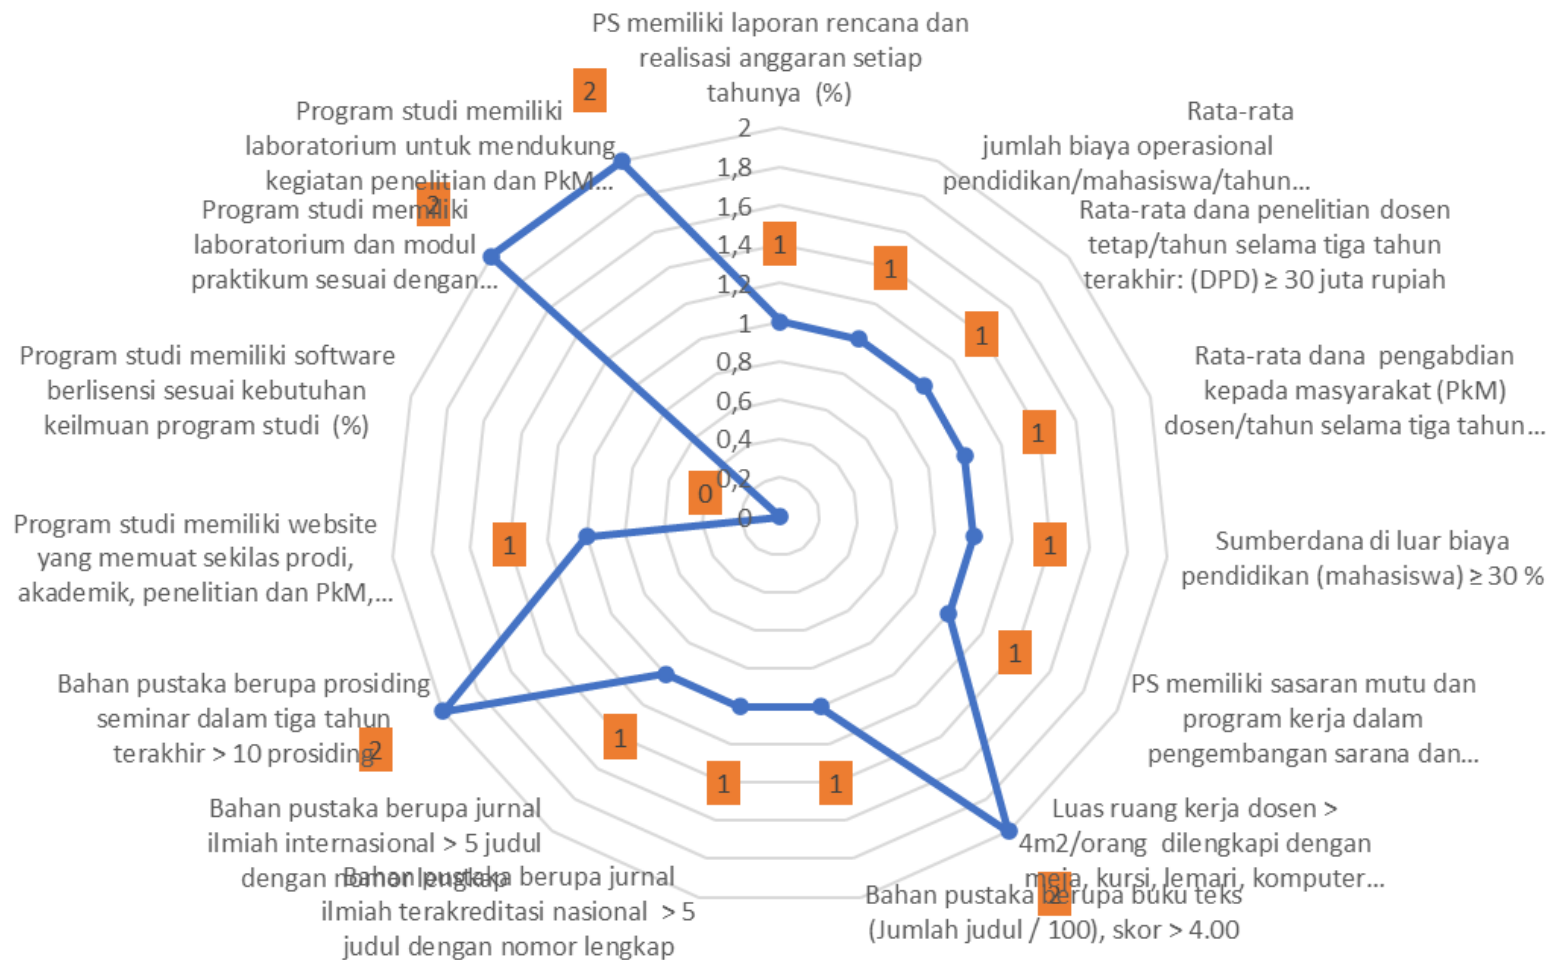 PS memiliki laporan rencana dan
realisasi anggaran setiap
tahunya (%)
Rata-rata
jumlah biaya operasional
pendidikan/mahasiswa/tahun...
Rata-rata dana penelitian dosen
tetap/tahun selama tiga tahun
terakhir: (DPD) ≥ 30 juta rupiah
Rata-rata dana pengabdian
kepada masyarakat (PkM)
dosen/tahun selama tiga tahun...
Sumberdana di luar biaya
pendidikan (mahasiswa) ≥ 30 %
PS memiliki sasaran mutu dan
program kerja dalam
pengembangan sarana dan...
Luas ruang kerja dosen >
4m2/orang dilengkapi dengan
meja, kursi, lemari, komputer...
Bahan pustaka berupa buku teks
(Jumlah judul / 100), skor > 4.00
Bahan pustaka berupa jurnal
ilmiah terakreditasi nasional > 5
judul dengan nomor lengkap
Bahan pustaka berupa jurnal
ilmiah internasional > 5 judul
dengan nomor lengkap
Bahan pustaka berupa prosiding
seminar dalam tiga tahun
terakhir > 10 prosiding
Program studi memiliki website
yang memuat sekilas prodi,
akademik, penelitian dan PkM,...
Program studi memiliki software
berlisensi sesuai kebutuhan
keilmuan program studi (%)
Program studi memiliki
laboratorium dan modul
praktikum sesuai dengan...
Program studi memiliki
laboratorium untuk mendukung
kegiatan penelitian dan PkM...
2
1,8
1,6
1,4
1,2
1
0,8
0,6
0,4
0,2
0
1
1
1
1
1
1
2
1
1
1
2
1
0
2
2